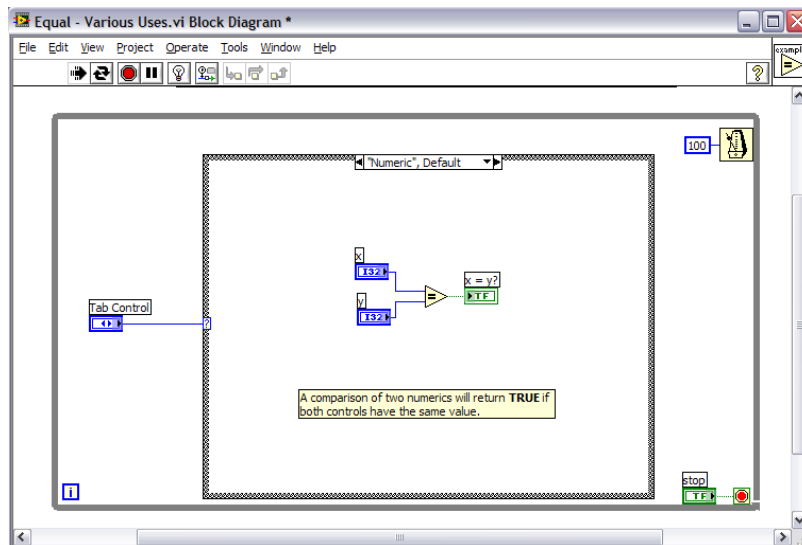 Equal - Various Uses.vi Block Diagram *
File Edit View Project Operate Tools Window Help
exampl
=
?
100
"Numeric", Default
x
I32
x = y?
=
TF
y
I32
Tab Control
?
A comparison of two numerics will return TRUE if
both controls have the same value.
i
stop
TF